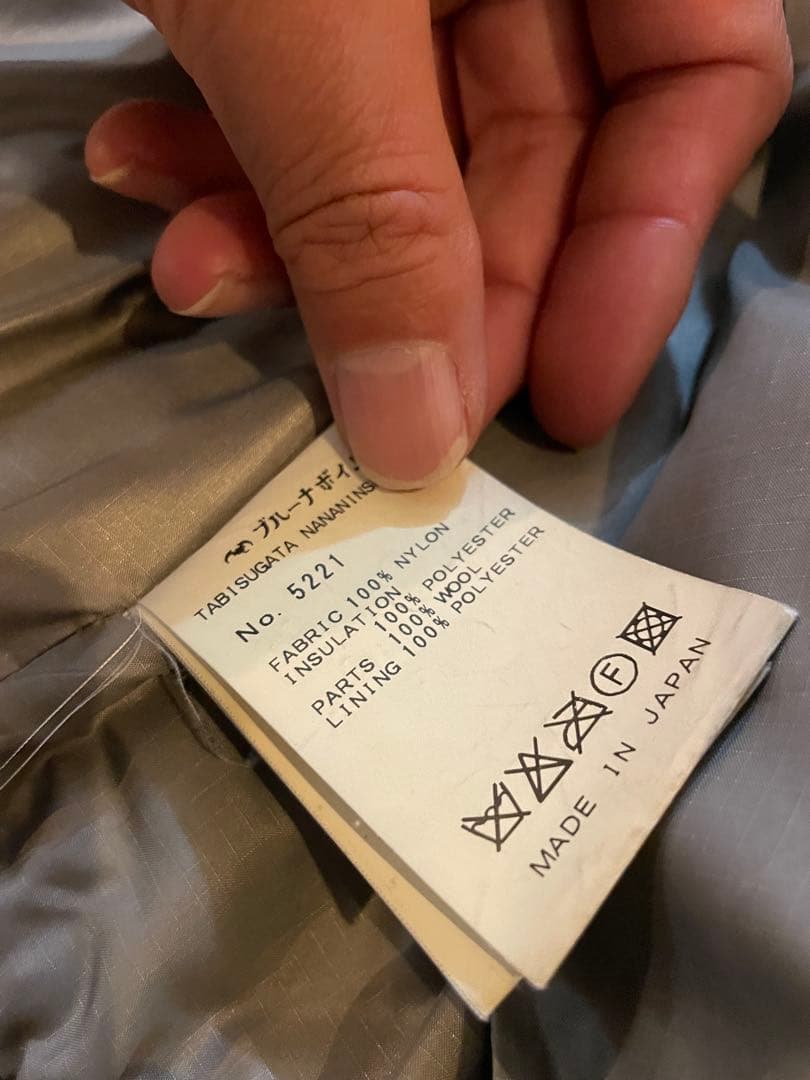 ブルーナボイ
TABISUGATA NANANINS
No. 5221
FABRIC 100% NYLON
INSULATION
100% POLYESTER
PARTS 100% WOOL
LINING 100% POLYESTER
F
MADE IN JAPAN